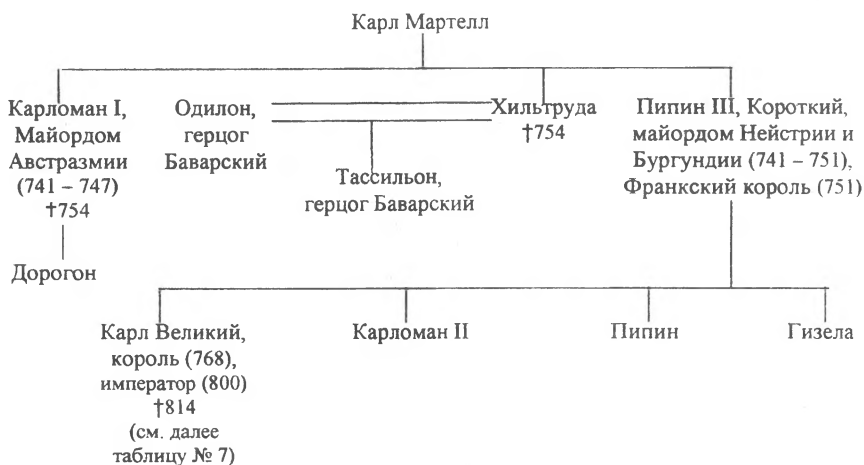 Карл Мартелл
Карломан I,
Майордом
Австразмии
(741 – 747)
†754
Дорогон
Одилон,
герцог
Баварский
Хильтруда
†754
Тассильон,
герцог Баварский
Пипин III, Короткий,
майордом Нейстрии и
Бургундии (741 – 751),
Франкский король (751)
Карл Великий,
король (768),
император (800)
†814
(см. далее
таблицу № 7)
Карломан II
Пипин
Гизела